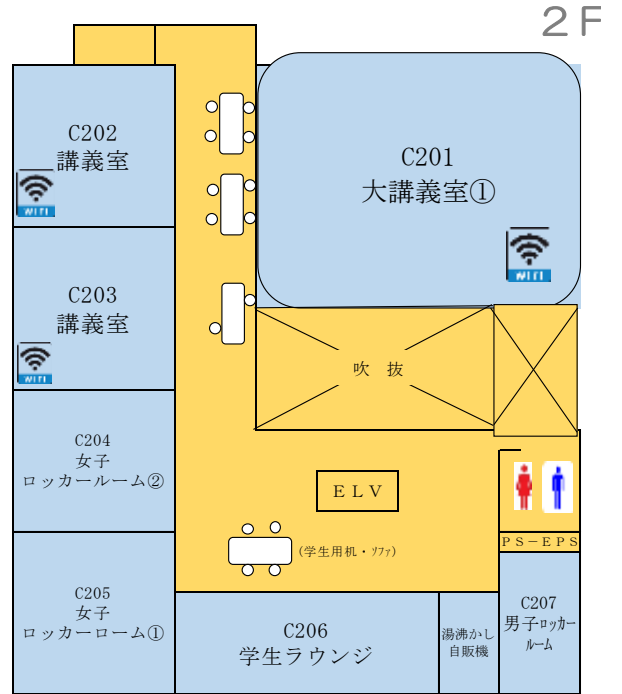 ２Ｆ
C202
講義室
WIFI
C201
大講義室①
WIFI
C203
講義室
WIFI
吹 抜
C204
女子
ロッカールーム②
ＥＬＶ
ＰＳ－ＥＰＳ
(学生用机・ｿﾌｧ)
C205
女子
ロッカーローム①
C206
学生ラウンジ
湯沸かし
自販機
C207
男子ﾛｯｶｰ
ﾙｰﾑ